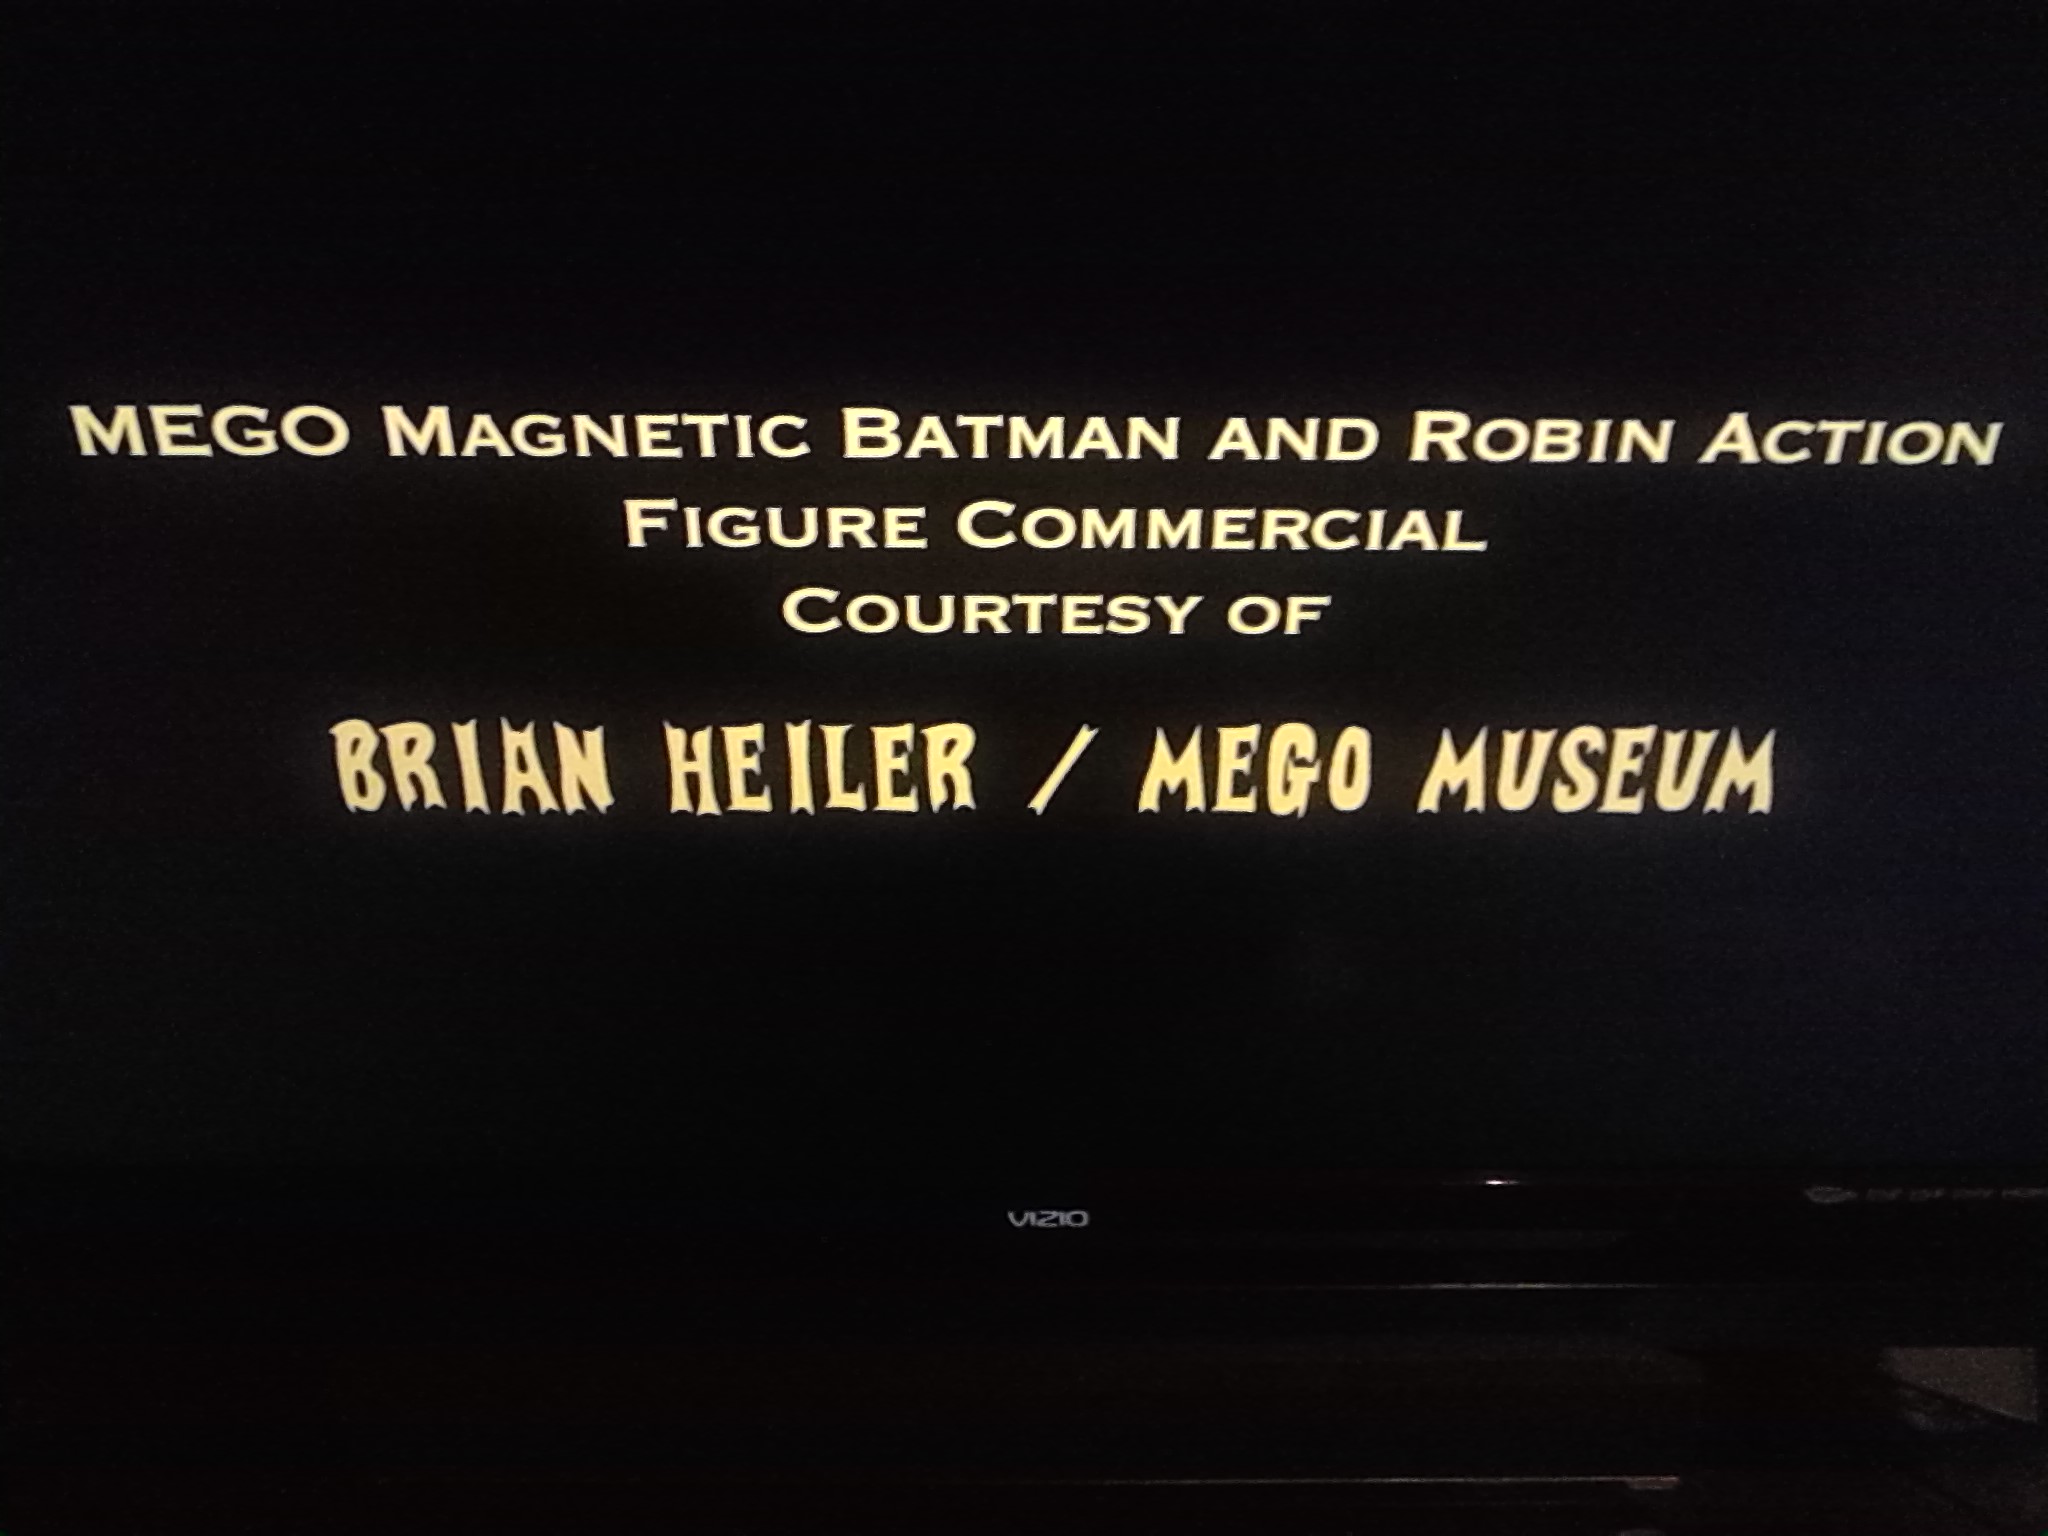 MEGO MAGNETIC BATMAN AND ROBIN ACTION
FIGURE COMMERCIAL
COURTESY OF
BRIAN HEILER / MEGO MUSEUM
VIZIO